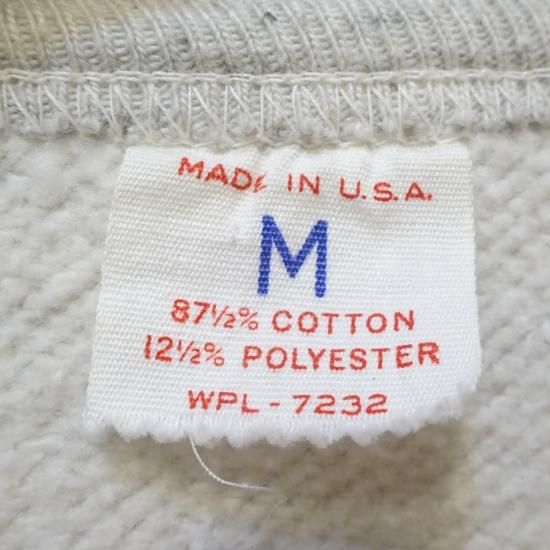 MADE IN U.S.A.
M
87½% COTTON
12½% POLYESTER
WPL - 7232